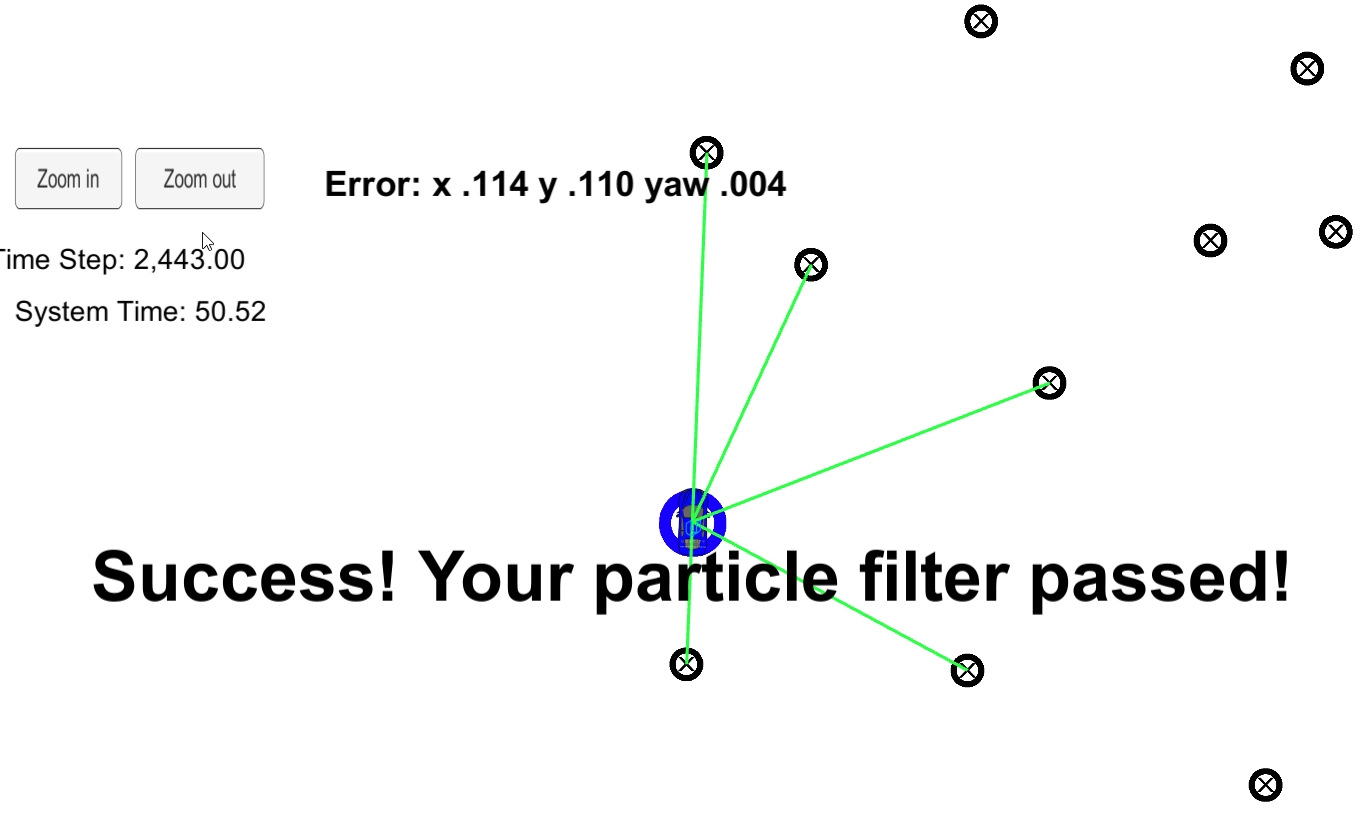 Zoom in
Zoom out
Error: x .114 y .110 yaw .004
Time Step: 2,443.00
System Time: 50.52
Success! Your particle filter passed!